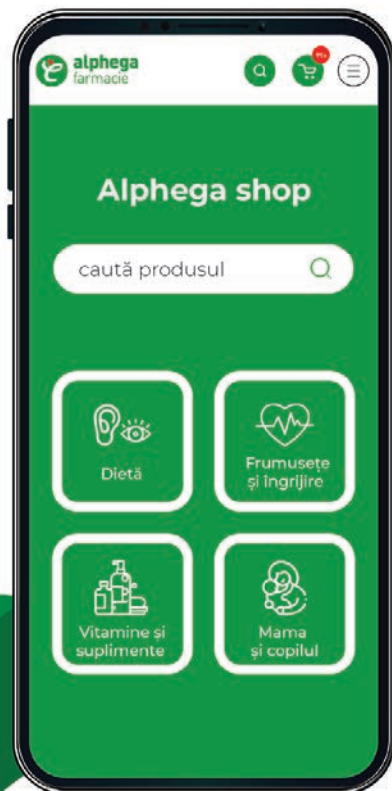 alphega
farmacie
Alphega shop
caută produsul
Dietă
Frumusețe
și îngrijire
Vitamine și
suplimente
Mama
și copilul